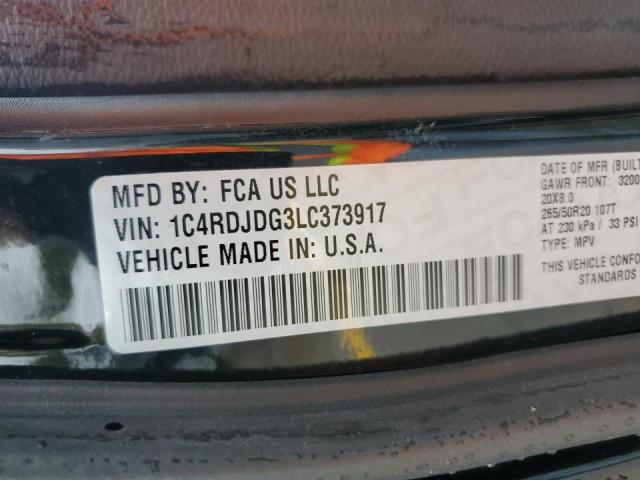 MFD BY: FCA US LLC
VIN: 1C4RDJDG3LC373917
VEHICLE MADE IN: U.S.A.
DATE OF MFR (BUILT
GAWR FRONT: 3200
20X8.0
265/50R20 107T
AT 230 kPa / 33 PSI
TYPE: MPV
THIS VEHICLE CONFO
STANDARDS